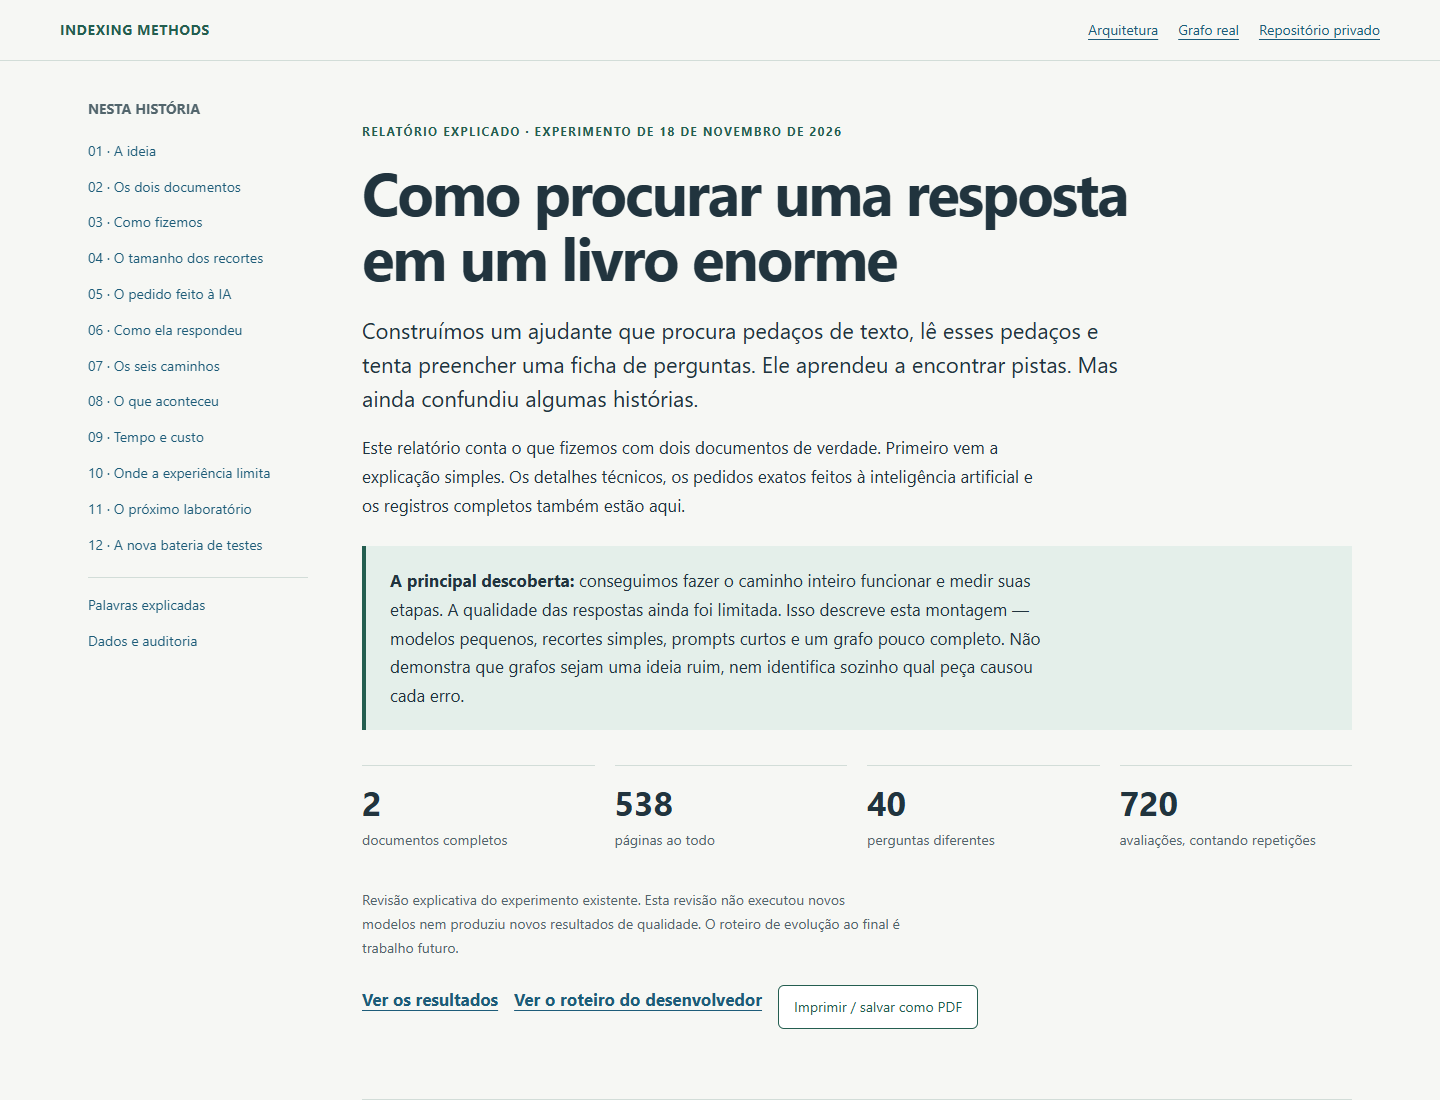 INDEXING METHODS
Arquitetura
Grafo real
Repositório privado
NESTA HISTÓRIA
01 · A ideia
02 · Os dois documentos
03 · Como fizemos
04 · O tamanho dos recortes
05 · O pedido feito à IA
06 · Como ela respondeu
07 · Os seis caminhos
08 · O que aconteceu
09 · Tempo e custo
10 · Onde a experiência limita
11 · O próximo laboratório
12 · A nova bateria de testes
Palavras explicadas
Dados e auditoria
RELATÓRIO EXPLICADO · EXPERIMENTO DE 18 DE NOVEMBRO DE 2026
Como procurar uma resposta
em um livro enorme
Construímos um ajudante que procura pedaços de texto, lê esses pedaços e
tenta preencher uma ficha de perguntas. Ele aprendeu a encontrar pistas. Mas
ainda confundiu algumas histórias.
Este relatório conta o que fizemos com dois documentos de verdade. Primeiro vem a
explicação simples. Os detalhes técnicos, os pedidos exatos feitos à inteligência artificial e
os registros completos também estão aqui.
A principal descoberta: conseguimos fazer o caminho inteiro funcionar e medir suas
etapas. A qualidade das respostas ainda foi limitada. Isso descreve esta montagem —
modelos pequenos, recortes simples, prompts curtos e um grafo pouco completo. Não
demonstra que grafos sejam uma ideia ruim, nem identifica sozinho qual peça causou
cada erro.
2
documentos completos
538
páginas ao todo
40
perguntas diferentes
720
avaliações, contando repetições
Revisão explicativa do experimento existente. Esta revisão não executou novos
modelos nem produziu novos resultados de qualidade. O roteiro de evolução ao final é
trabalho futuro.
Ver os resultados
Ver o roteiro do desenvolvedor
Imprimir / salvar como PDF